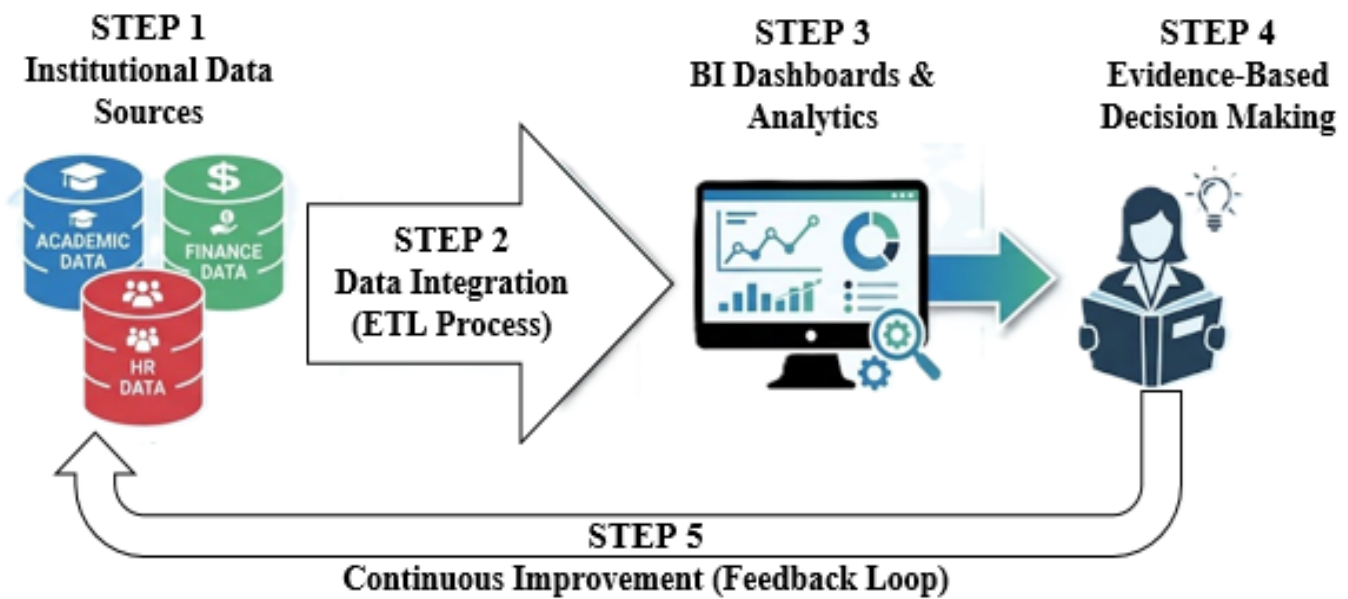 STEP 1
Institutional Data
Sources
ACADEMIC
DATA
$
FINANCE
DATA
HR
DATA
STEP 2
Data Integration
(ETL Process)
STEP 3
BI Dashboards &
Analytics
STEP 4
Evidence-Based
Decision Making
STEP 5
Continuous Improvement (Feedback Loop)